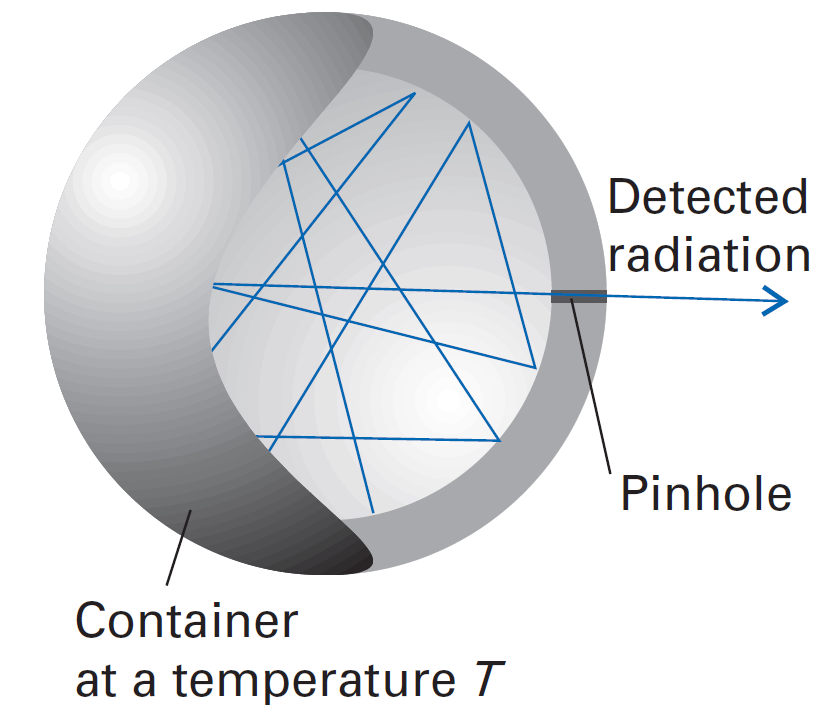 Detected
radiation
Pinhole
Container
at a temperature T